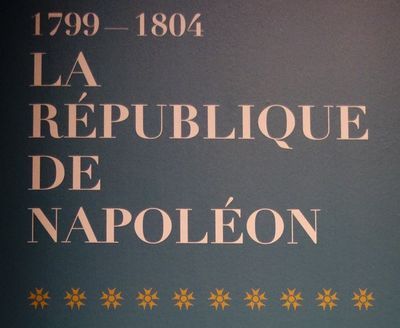 1799 — 1804
LA
RÉPUBLIQUE
DE
NAPOLÉON